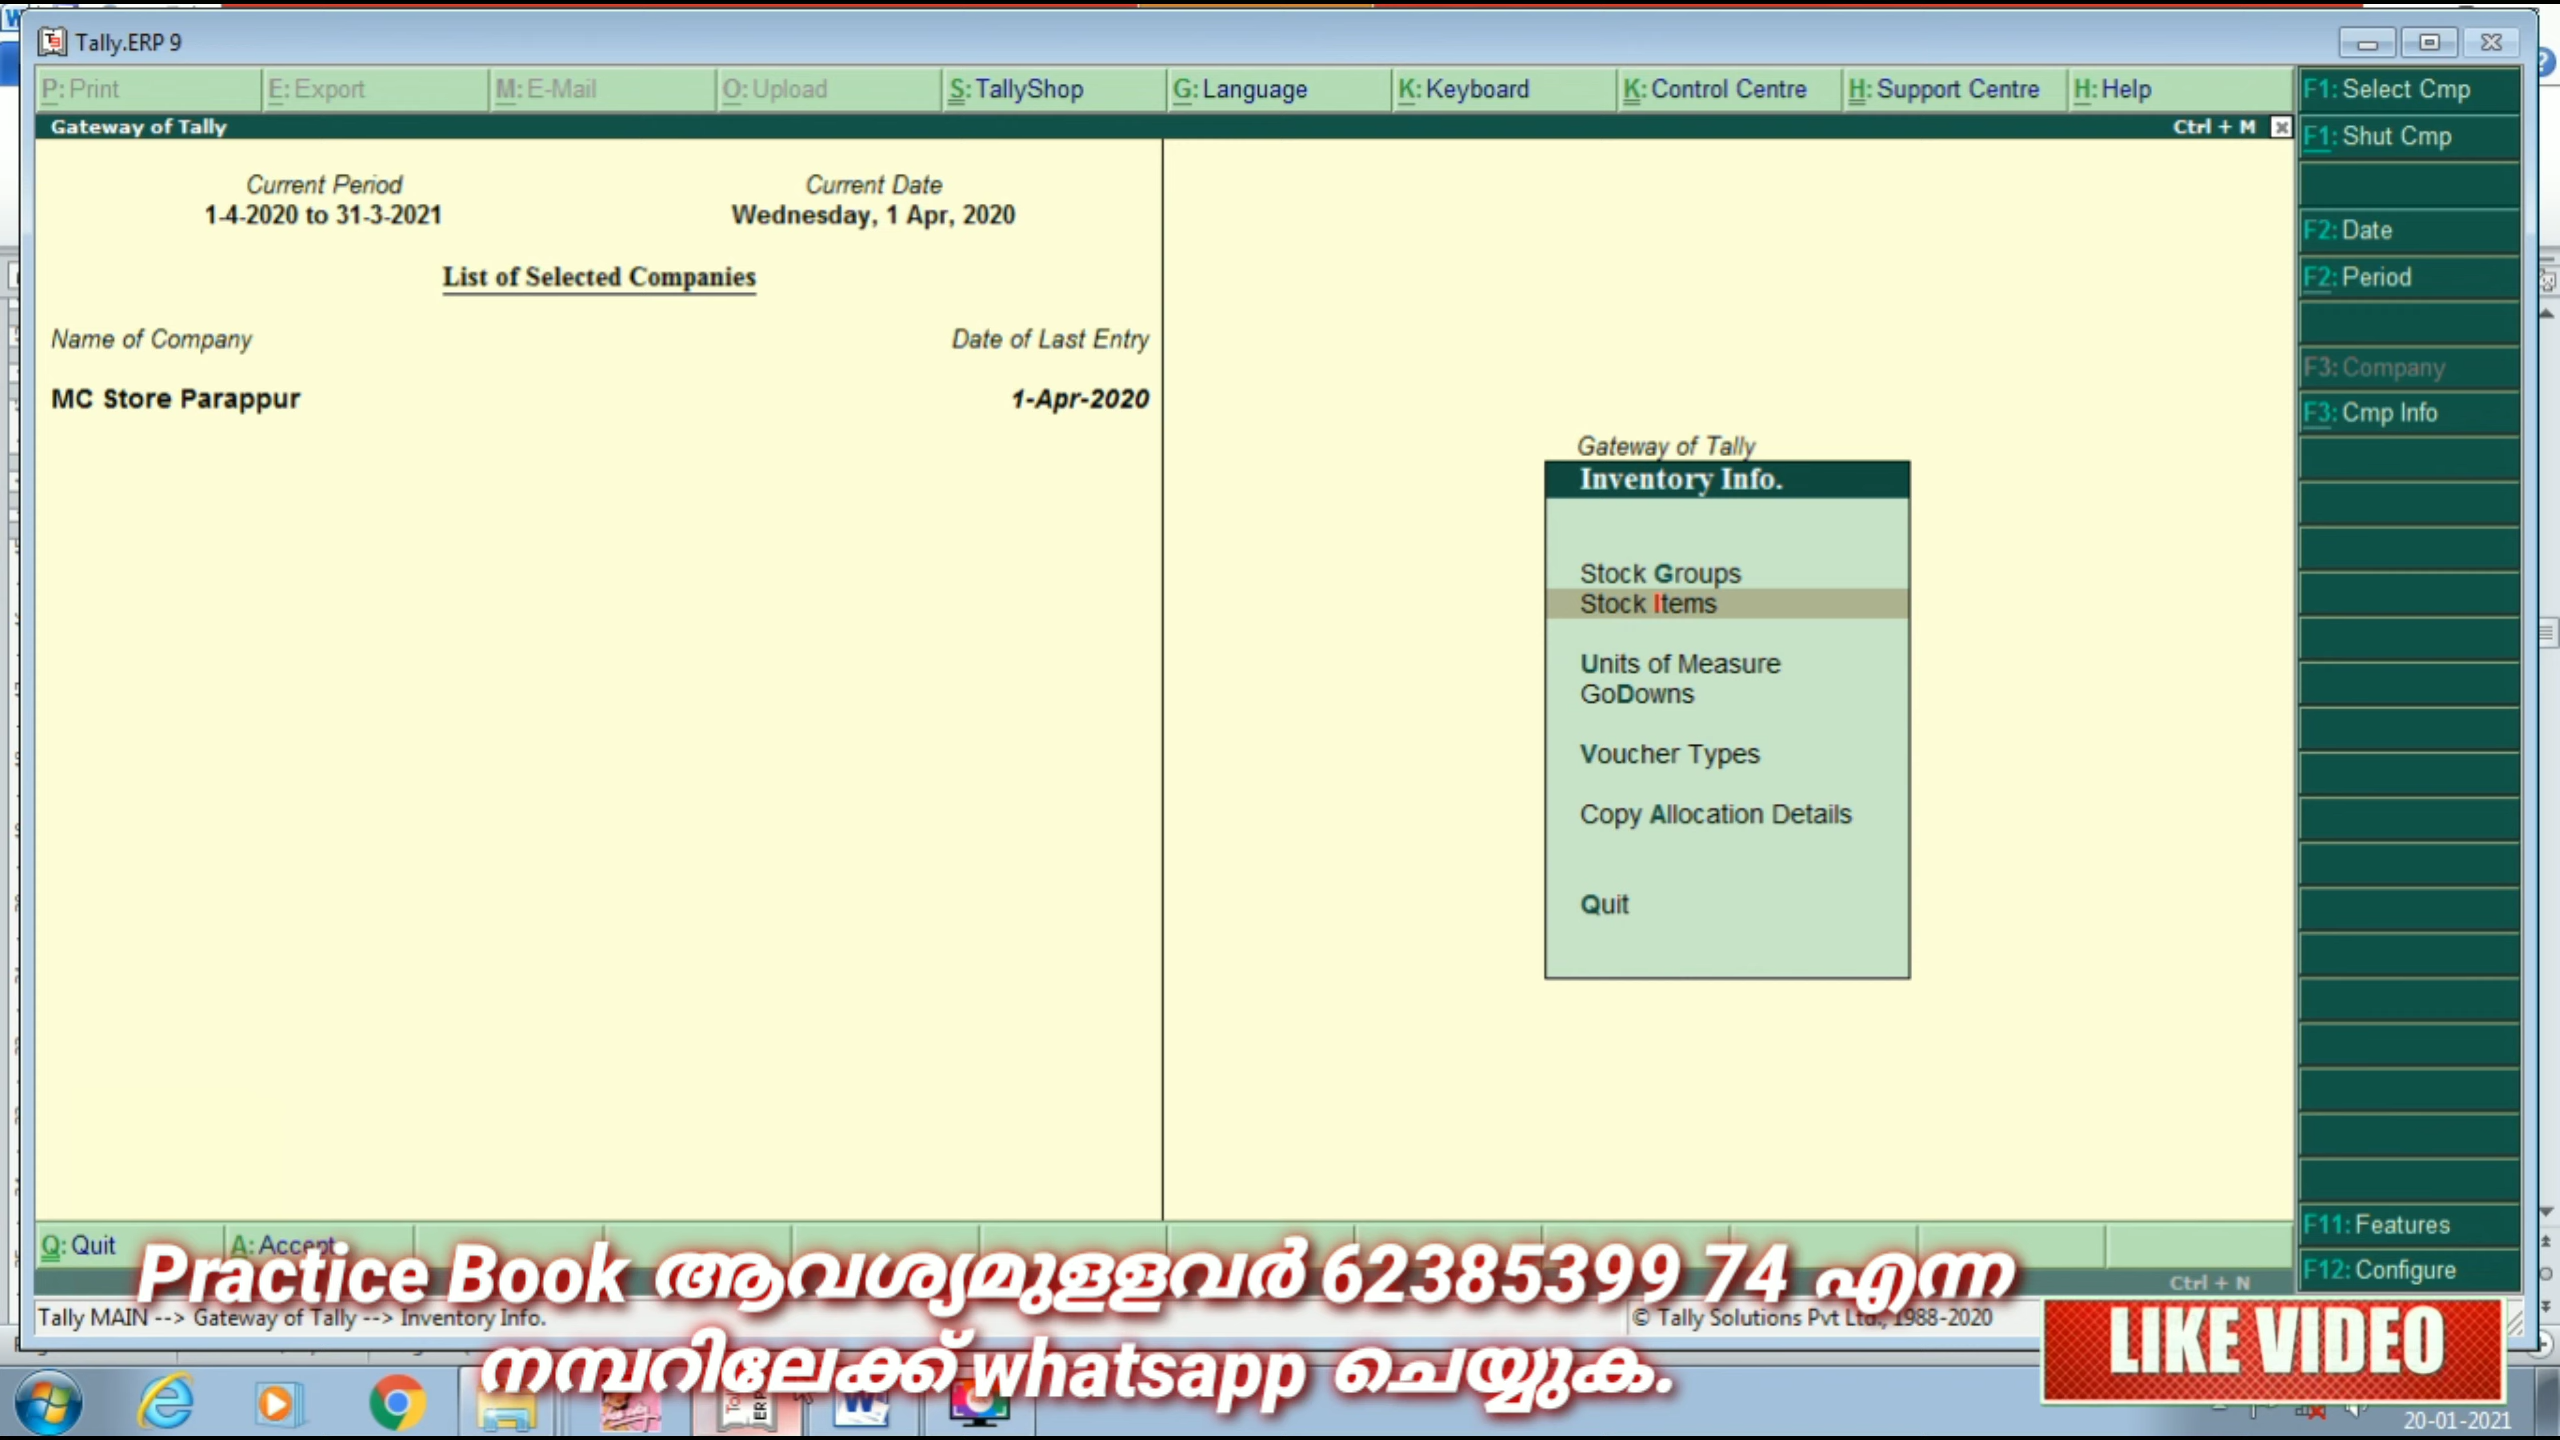 Tally.ERP 9
P: Print E: Export M: E-Mail O: Upload S: TallyShop G: Language K: Keyboard K: Control Centre H: Support Centre H: Help
Gateway of Tally Ctrl + M
Current Period Current Date
1-4-2020 to 31-3-2021 Wednesday, 1 Apr, 2020
List of Selected Companies
Name of Company Date of Last Entry
MC Store Parappur 1-Apr-2020
Gateway of Tally
Inventory Info.
Stock Groups
Stock Items
Units of Measure
GoDowns
Voucher Types
Copy Allocation Details
Quit
F1: Select Cmp
F1: Shut Cmp
F2: Date
F2: Period
F3: Company
F3: Cmp Info
F11: Features
F12: Configure
Q: Quit A: Accept
Ctrl + N
Practice Book ആവശ്യമുള്ളവർ 62385399 74 എന്ന
Tally MAIN --> Gateway of Tally --> Inventory Info. © Tally Solutions Pvt Ltd., 1988-2020
നമ്പറിലേക്ക് whatsapp ചെയ്യുക.
LIKE VIDEO
20-01-2021